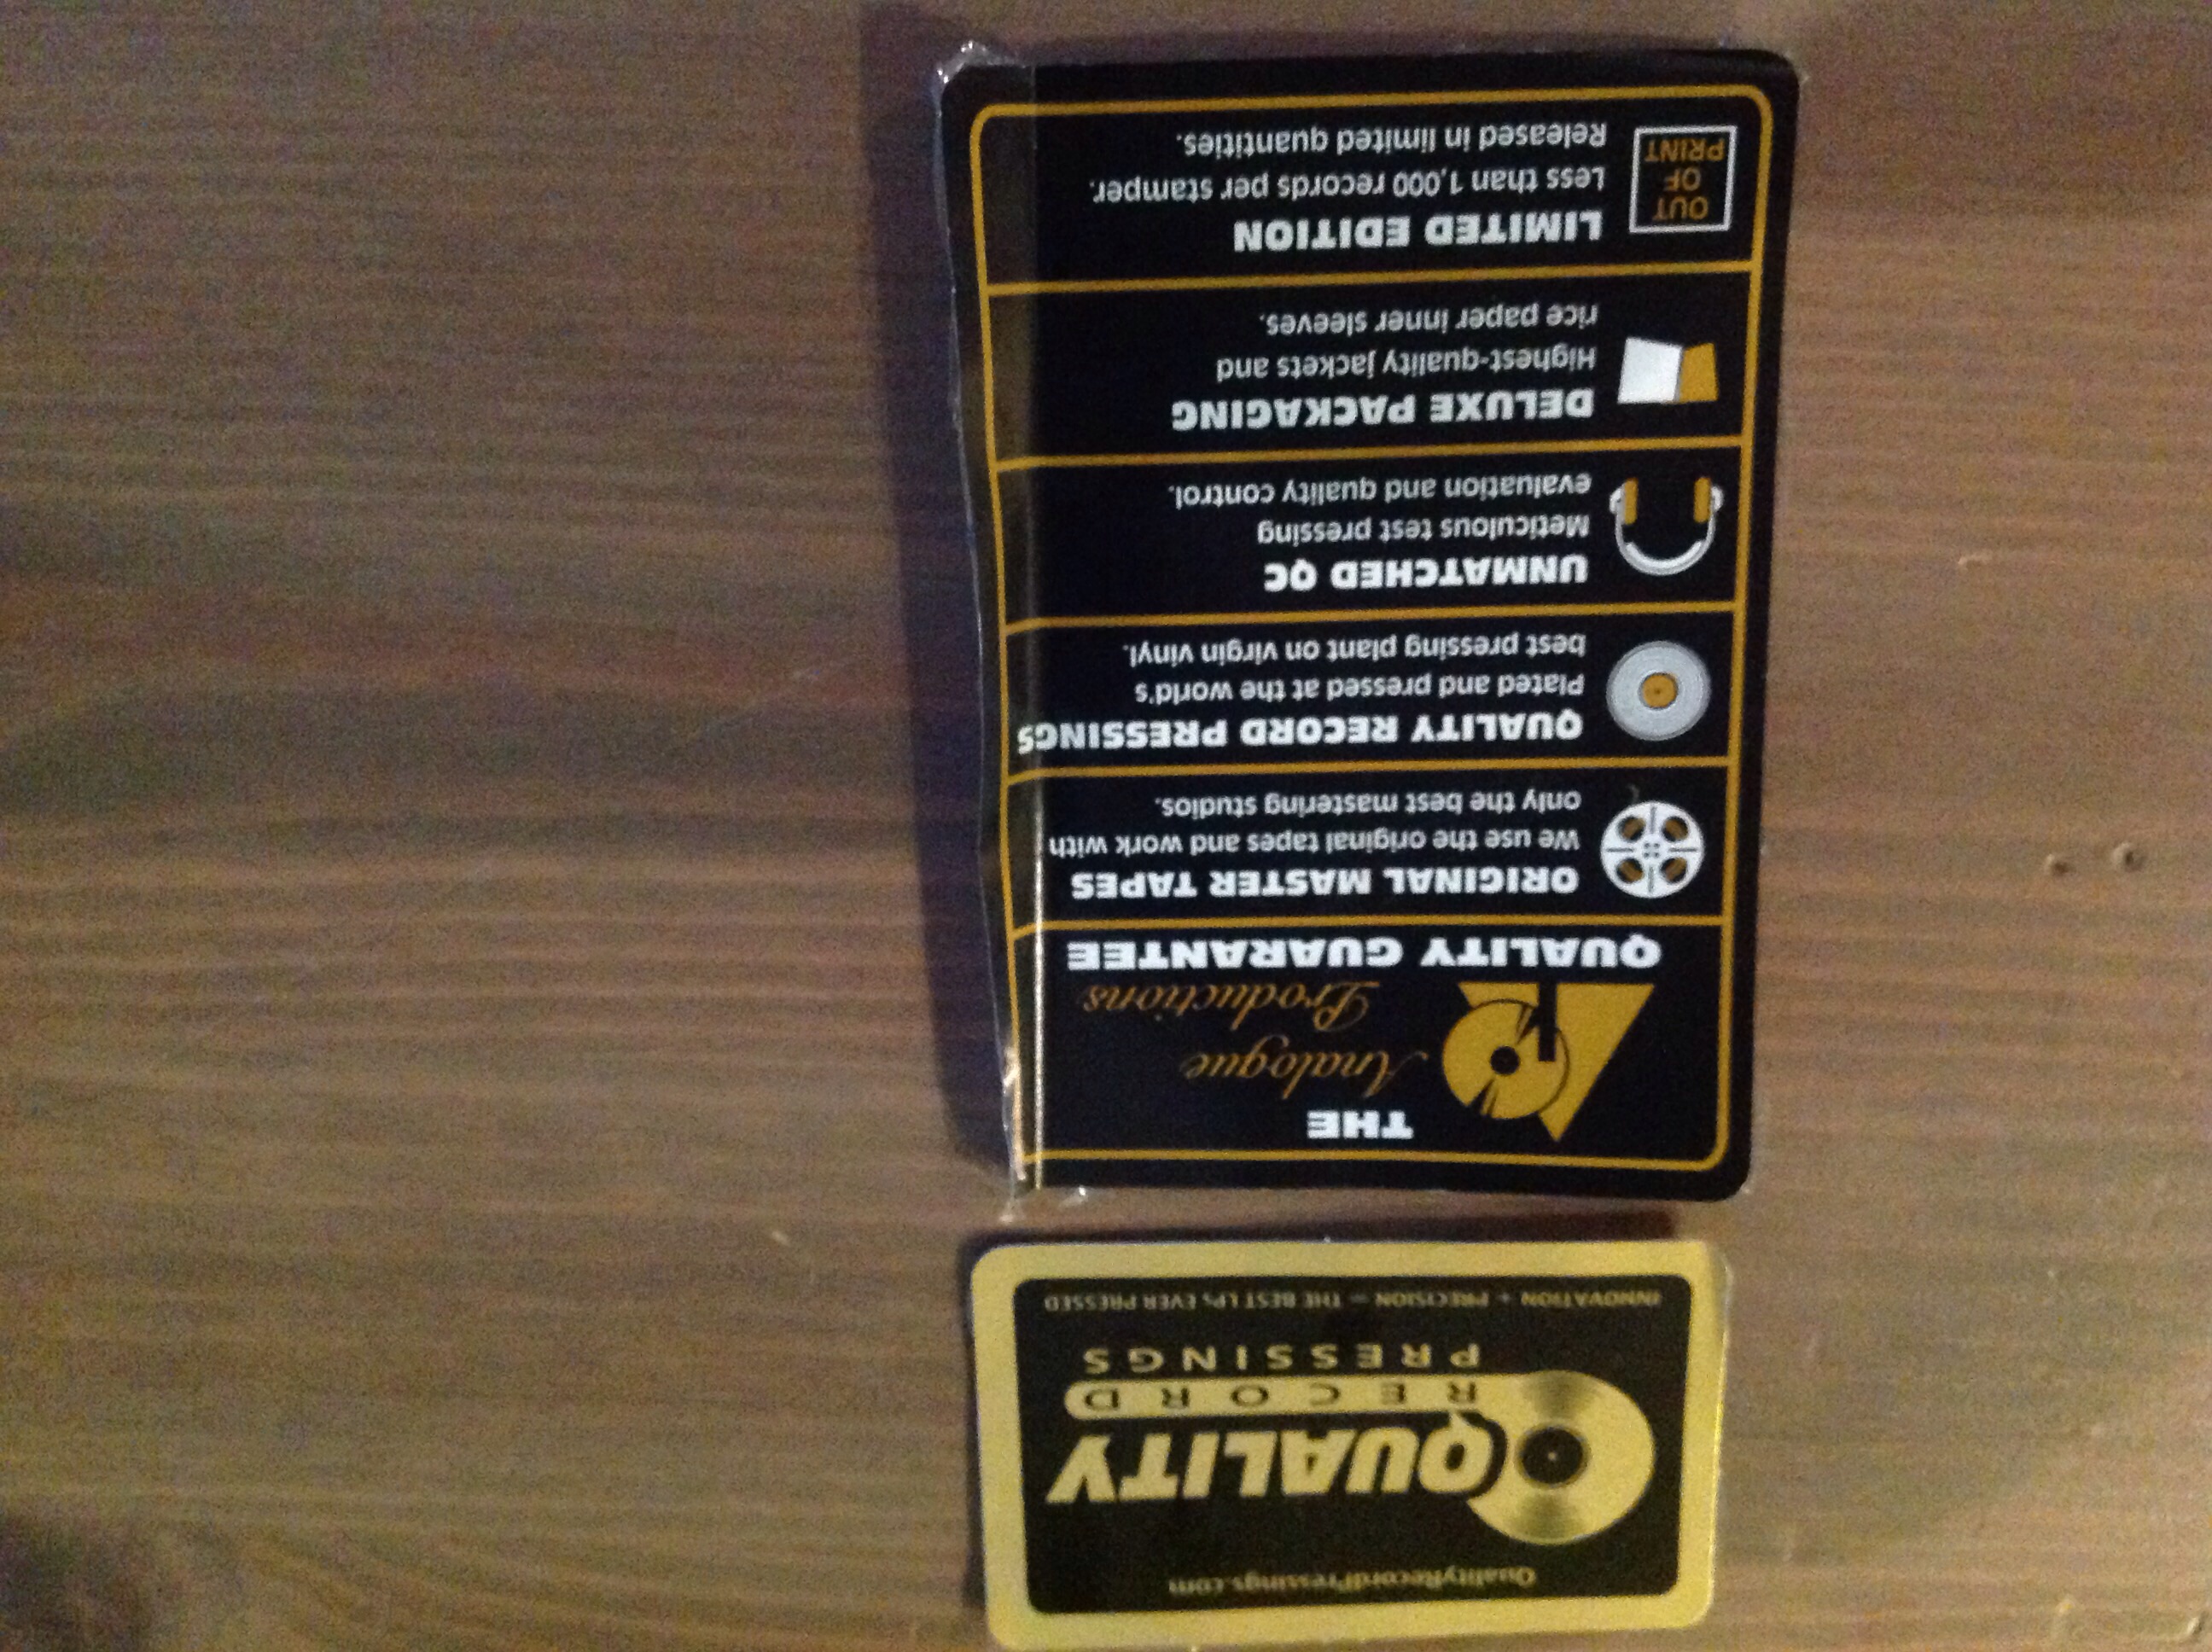 QualityRecordPressings.com
QUALITY
RECORD
PRESSINGS
INNOVATION + PRECISION = THE BEST LPs EVER PRESSED
THE
Analogue
Productions
QUALITY GUARANTEE
ORIGINAL MASTER TAPES
We use the original tapes and work with
only the best mastering studios.
QUALITY RECORD PRESSINGS
Plated and pressed at the world's
best pressing plant on virgin vinyl.
UNMATCHED QC
Meticulous test pressing
evaluation and quality control.
DELUXE PACKAGING
Highest-quality jackets and
rice paper inner sleeves.
OUT
OF
PRINT
LIMITED EDITION
Less than 1,000 records per stamper.
Released in limited quantities.